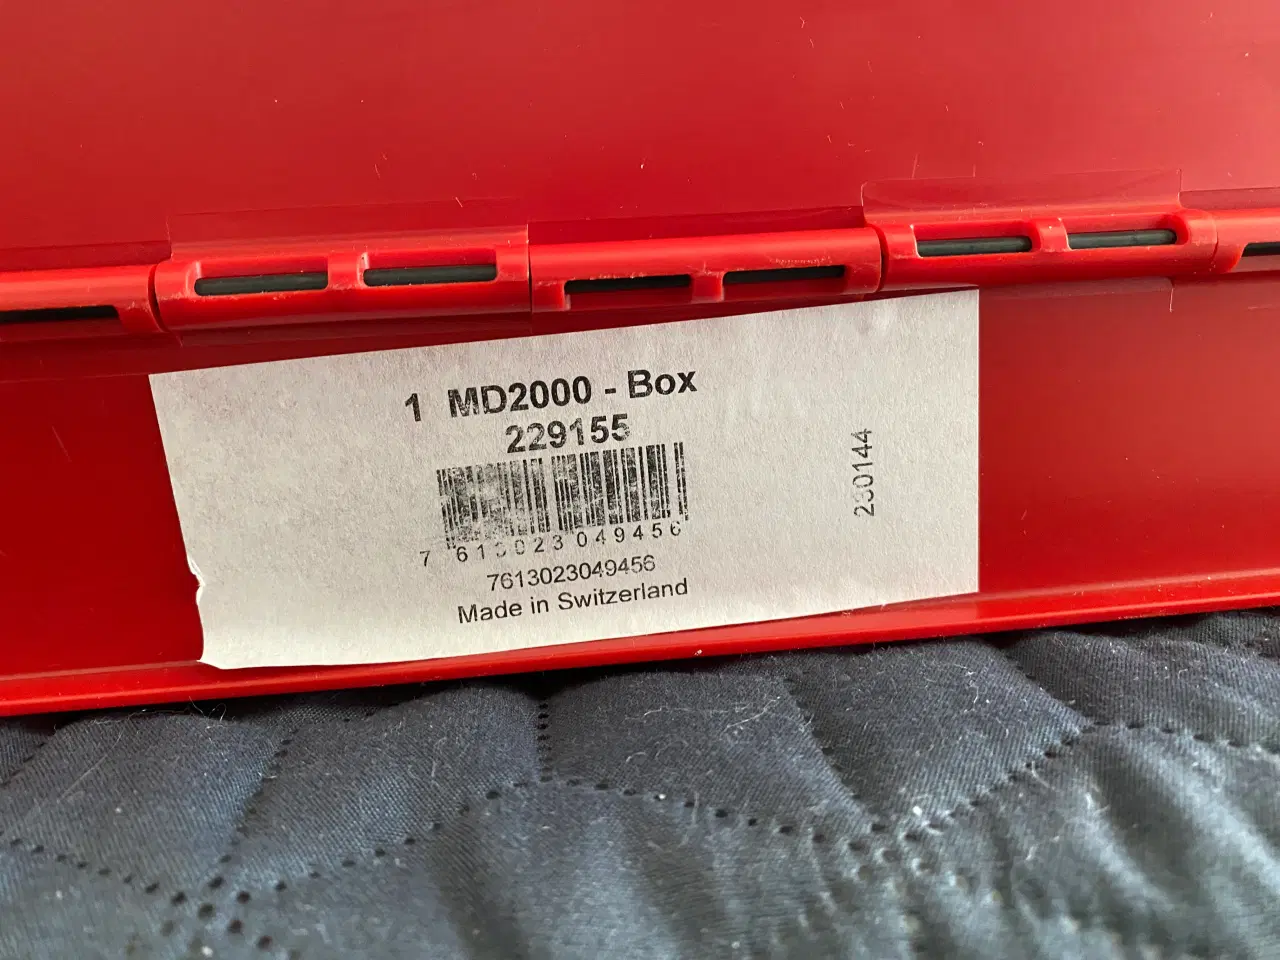 1 MD2000 - Box
229155
7 613023 049456
7613023049456
Made in Switzerland
230144